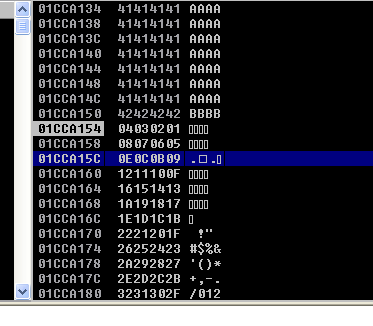 01CCA134 41414141 AAAA
01CCA138 41414141 AAAA
01CCA13C 41414141 AAAA
01CCA140 41414141 AAAA
01CCA144 41414141 AAAA
01CCA148 41414141 AAAA
01CCA14C 41414141 AAAA
01CCA150 42424242 BBBB
01CCA154 04030201 ▯▯▯▯
01CCA158 08070605 ▯▯▯▯
01CCA15C 0E0C0B09 .□.▯
01CCA160 1211100F ▯▯▯▯
01CCA164 16151413 ▯▯▯▯
01CCA168 1A191817 ▯▯▯▯
01CCA16C 1E1D1C1B ▯
01CCA170 2221201F  !"
01CCA174 26252423 #$%&
01CCA178 2A292827 '()*
01CCA17C 2E2D2C2B +,-.
01CCA180 3231302F /012